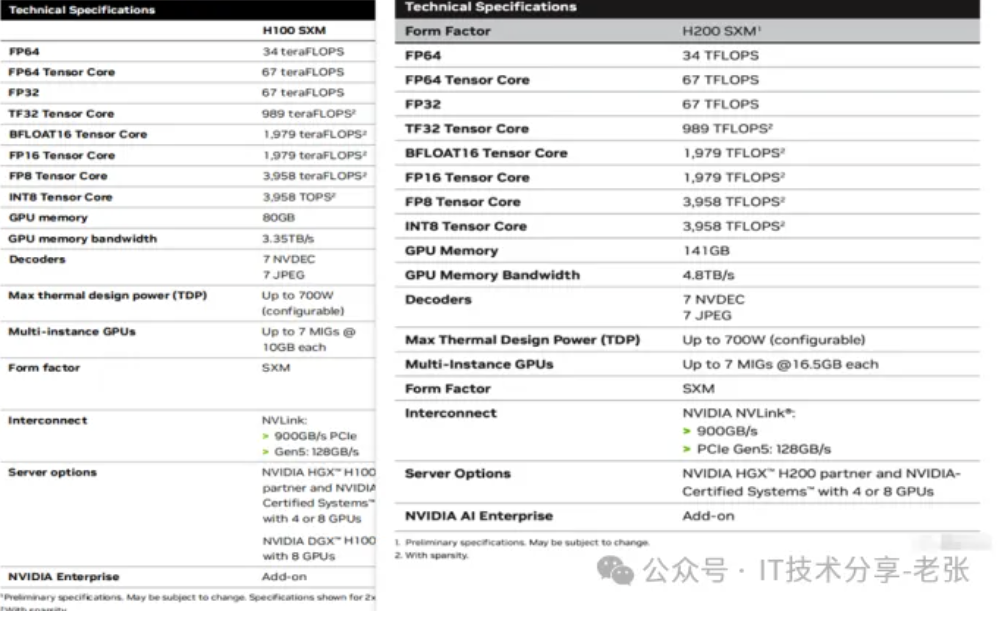 Technical Specifications
H100 SXM
FP64 34 teraFLOPS
FP64 Tensor Core 67 teraFLOPS
FP32 67 teraFLOPS
TF32 Tensor Core 989 teraFLOPS²
BFLOAT16 Tensor Core 1,979 teraFLOPS²
FP16 Tensor Core 1,979 teraFLOPS²
FP8 Tensor Core 3,958 teraFLOPS²
INT8 Tensor Core 3,958 TOPS²
GPU memory 80GB
GPU memory bandwidth 3.35TB/s
Decoders 7 NVDEC
7 JPEG
Max thermal design power (TDP) Up to 700W
(configurable)
Multi-instance GPUs Up to 7 MIGs @
10GB each
Form factor SXM
Interconnect NVLink:
> 900GB/s PCIe
> Gen5: 128GB/s
Server options NVIDIA HGX™ H100
partner and NVIDIA
Certified Systems™
with 4 or 8 GPUs
NVIDIA DGX™ H100
with 8 GPUs
NVIDIA Enterprise Add-on
¹Preliminary specifications. May be subject to change. Specifications shown for 2x
²With sparsity.
Technical Specifications
Form Factor H200 SXM¹
FP64 34 TFLOPS
FP64 Tensor Core 67 TFLOPS
FP32 67 TFLOPS
TF32 Tensor Core 989 TFLOPS²
BFLOAT16 Tensor Core 1,979 TFLOPS²
FP16 Tensor Core 1,979 TFLOPS²
FP8 Tensor Core 3,958 TFLOPS²
INT8 Tensor Core 3,958 TFLOPS²
GPU Memory 141GB
GPU Memory Bandwidth 4.8TB/s
Decoders 7 NVDEC
7 JPEG
Max Thermal Design Power (TDP) Up to 700W (configurable)
Multi-Instance GPUs Up to 7 MIGs @16.5GB each
Form Factor SXM
Interconnect NVIDIA NVLink®:
> 900GB/s
> PCIe Gen5: 128GB/s
Server Options NVIDIA HGX™ H200 partner and NVIDIA-
Certified Systems™ with 4 or 8 GPUs
NVIDIA AI Enterprise Add-on
1. Preliminary specifications. May be subject to change.
2. With sparsity.
公众号 · IT技术分享-老张